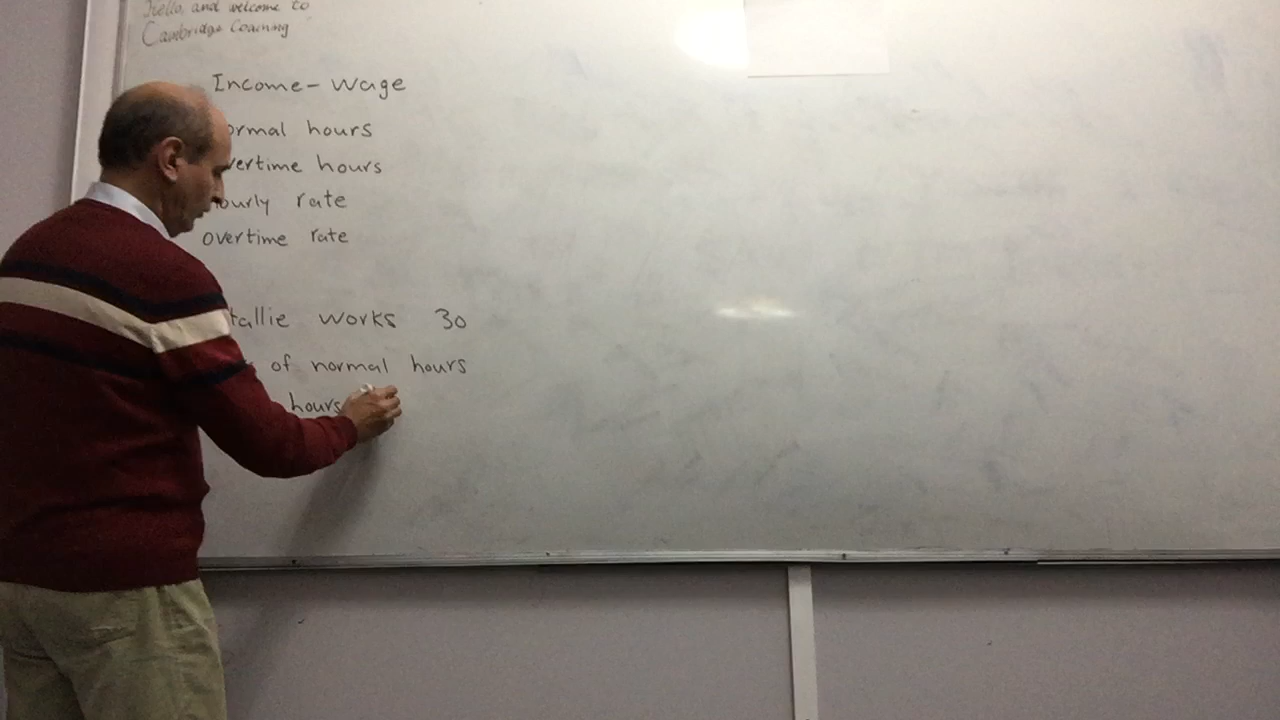 Hello, and welcome to
Cambridge Coaching
Income - Wage
ormal hours
vertime hours
ourly rate
overtime rate
tallie works 30
of normal hours
hours